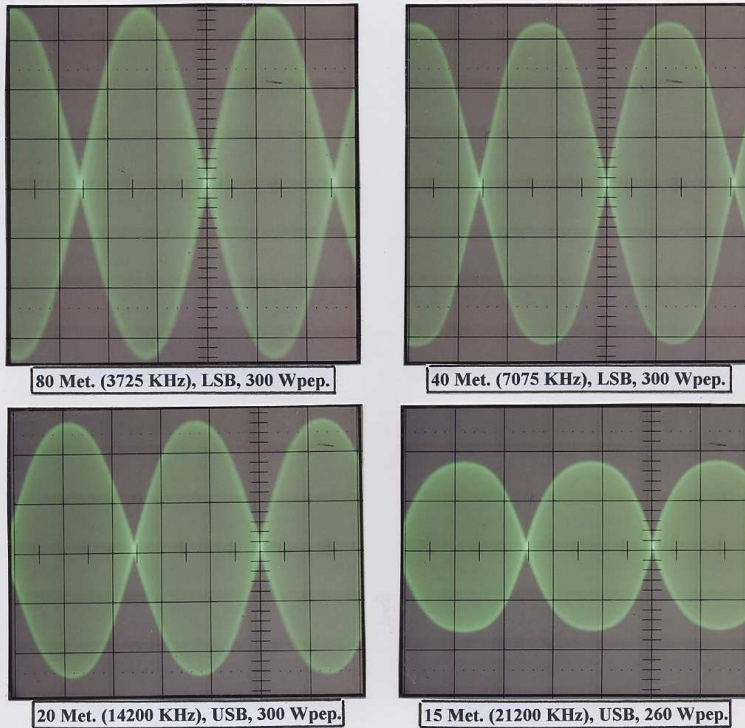 80 Met. (3725 KHz), LSB, 300 Wpep.
40 Met. (7075 KHz), LSB, 300 Wpep.
20 Met. (14200 KHz), USB, 300 Wpep.
15 Met. (21200 KHz), USB, 260 Wpep.